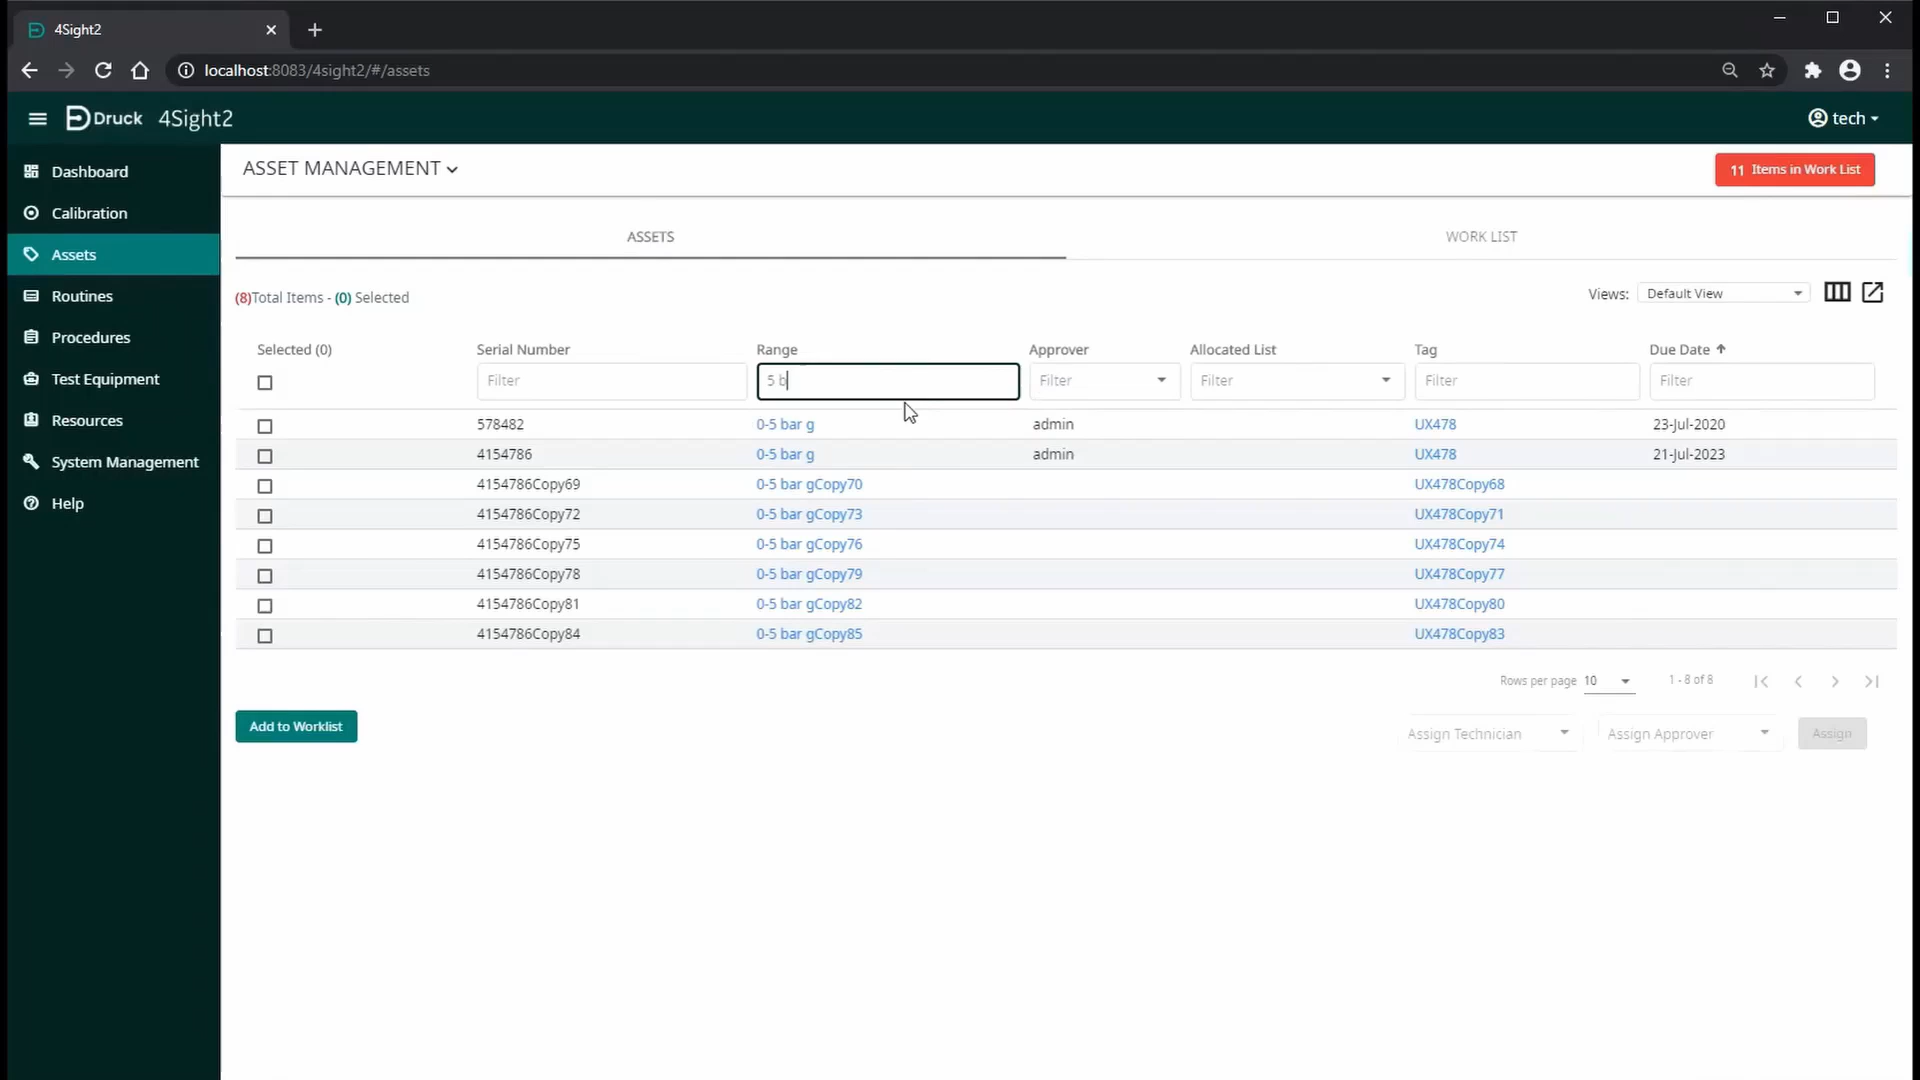 4Sight2
localhost:8083/4sight2/#/assets
Druck 4Sight2
tech
Dashboard
Calibration
Assets
Routines
Procedures
Test Equipment
Resources
System Management
Help
ASSET MANAGEMENT
11 Items in Work List
ASSETS
WORK LIST
(8)Total Items - (0) Selected
Views: Default View
Selected (0) Serial Number Range Approver Allocated List Tag Due Date
Filter 5 b Filter Filter Filter Filter
578482 0-5 bar g admin UX478 23-Jul-2020
4154786 0-5 bar g admin UX478 21-Jul-2023
4154786Copy69 0-5 bar gCopy70 UX478Copy68
4154786Copy72 0-5 bar gCopy73 UX478Copy71
4154786Copy75 0-5 bar gCopy76 UX478Copy74
4154786Copy78 0-5 bar gCopy79 UX478Copy77
4154786Copy81 0-5 bar gCopy82 UX478Copy80
4154786Copy84 0-5 bar gCopy85 UX478Copy83
Rows per page 10 1 - 8 of 8
Add to Worklist
Assign Technician Assign Approver Assign